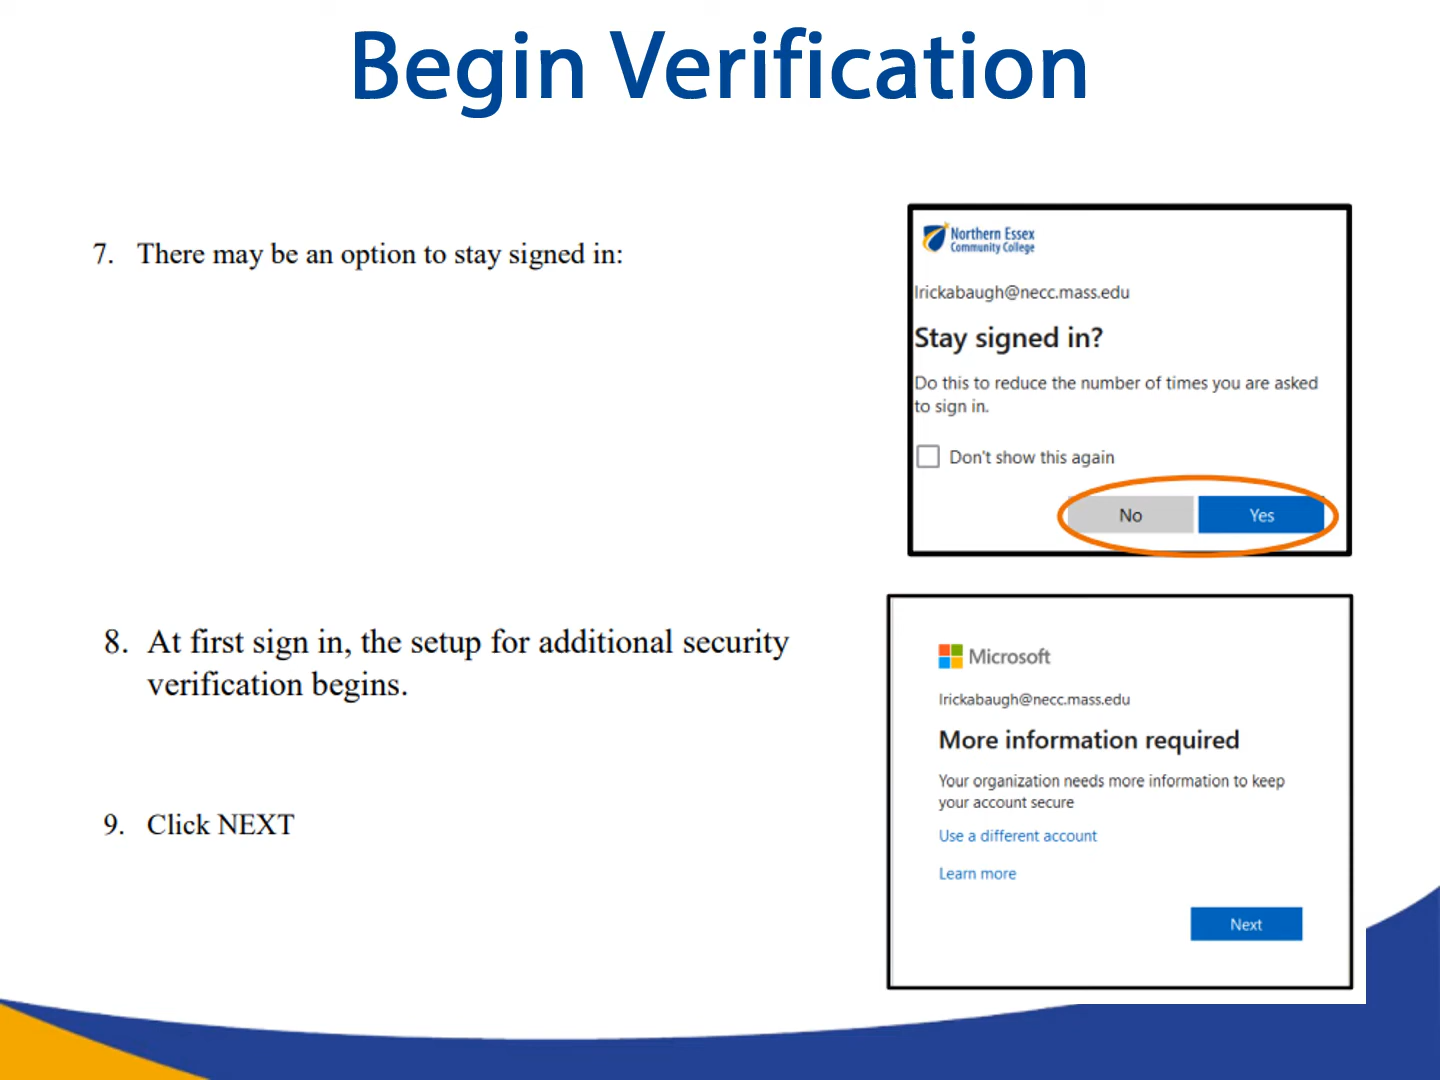 Begin Verification
7. There may be an option to stay signed in:
Northern Essex
Community College
lrickabaugh@necc.mass.edu
Stay signed in?
Do this to reduce the number of times you are asked
to sign in.
Don't show this again
No Yes
8. At first sign in, the setup for additional security
verification begins.
9. Click NEXT
Microsoft
lrickabaugh@necc.mass.edu
More information required
Your organization needs more information to keep
your account secure
Use a different account
Learn more
Next